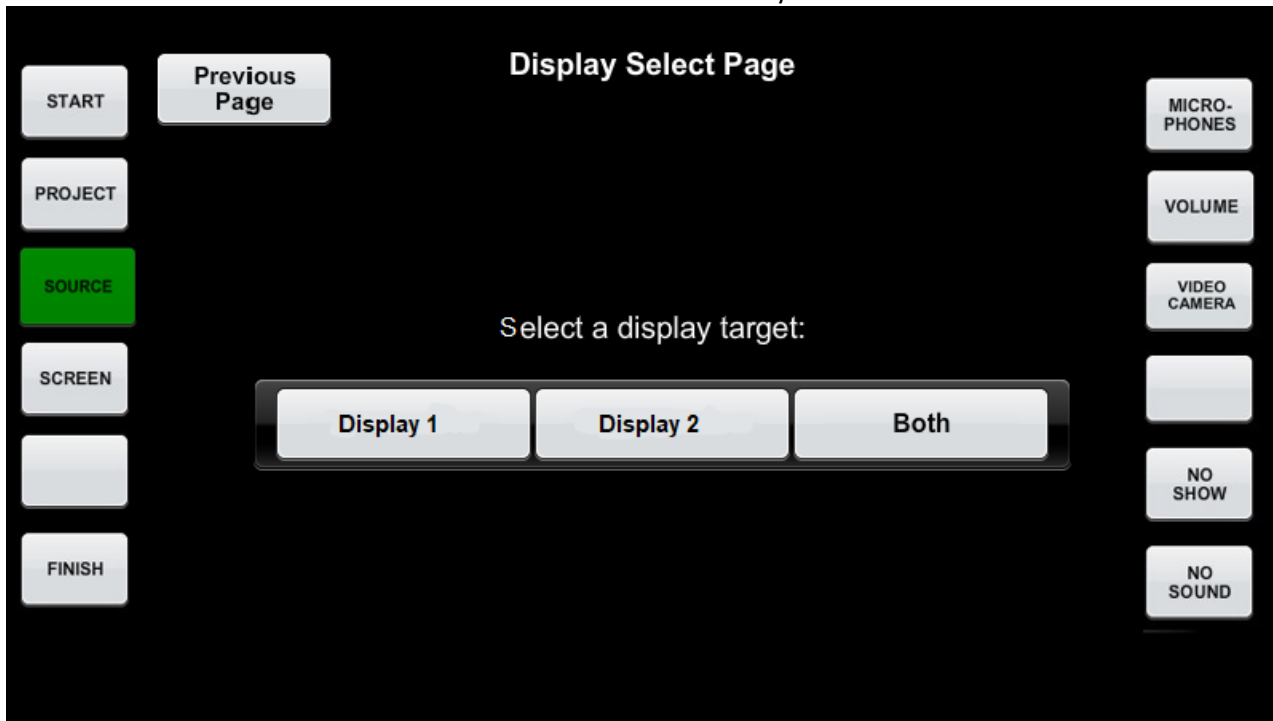 Display Select Page
Previous
Page
START
PROJECT
SOURCE
SCREEN
FINISH
Select a display target:
Display 1
Display 2
Both
MICRO-
PHONES
VOLUME
VIDEO
CAMERA
NO
SHOW
NO
SOUND